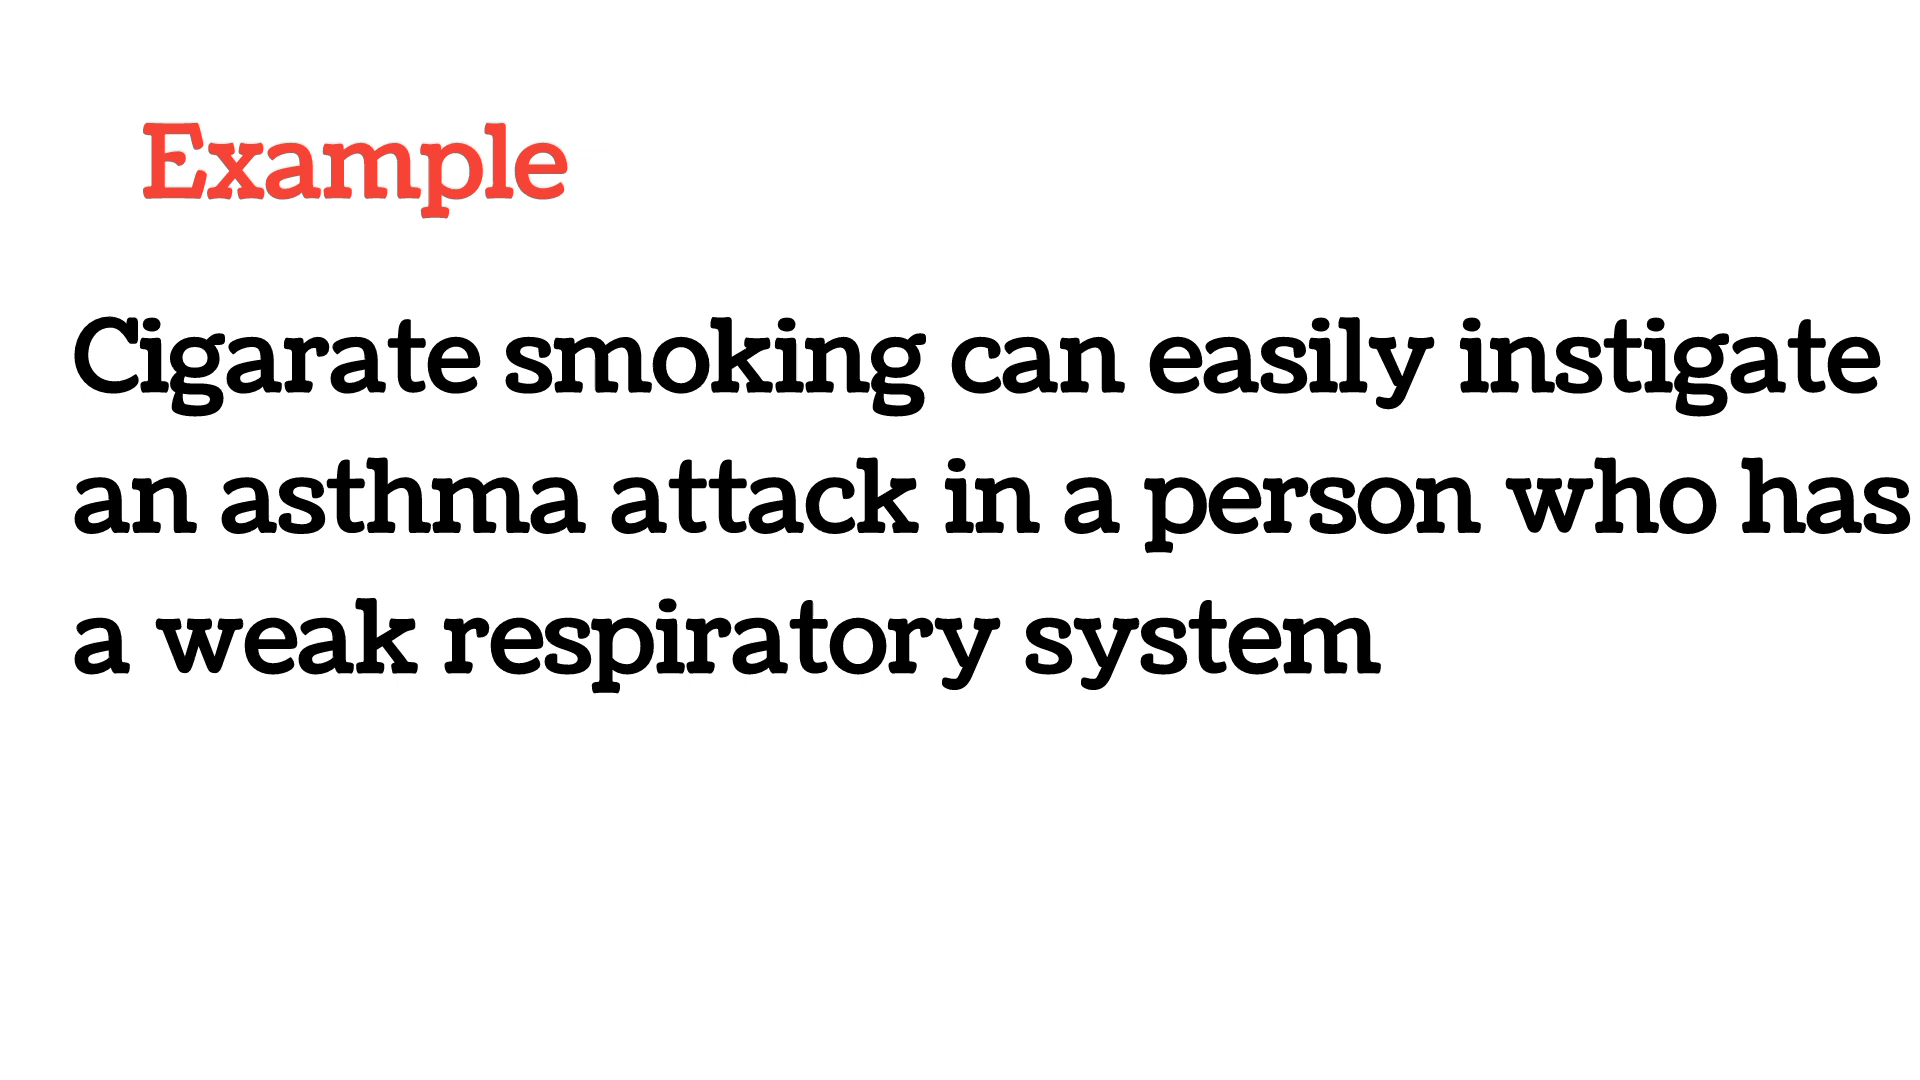 Example
Cigarate smoking can easily instigate
an asthma attack in a person who has
a weak respiratory system